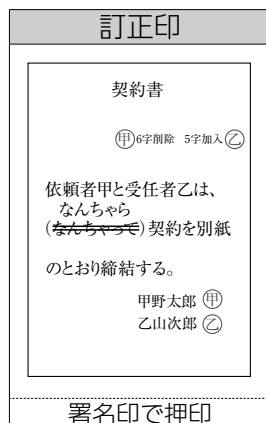 訂正印
契約書
㊞甲 6字削除 5字加入 乙
依頼者甲と受任者乙は、
なんちゃら
(なんちゃって)契約を別紙
のとおり締結する。
甲野太郎 甲
乙山次郎 乙
署名印で押印